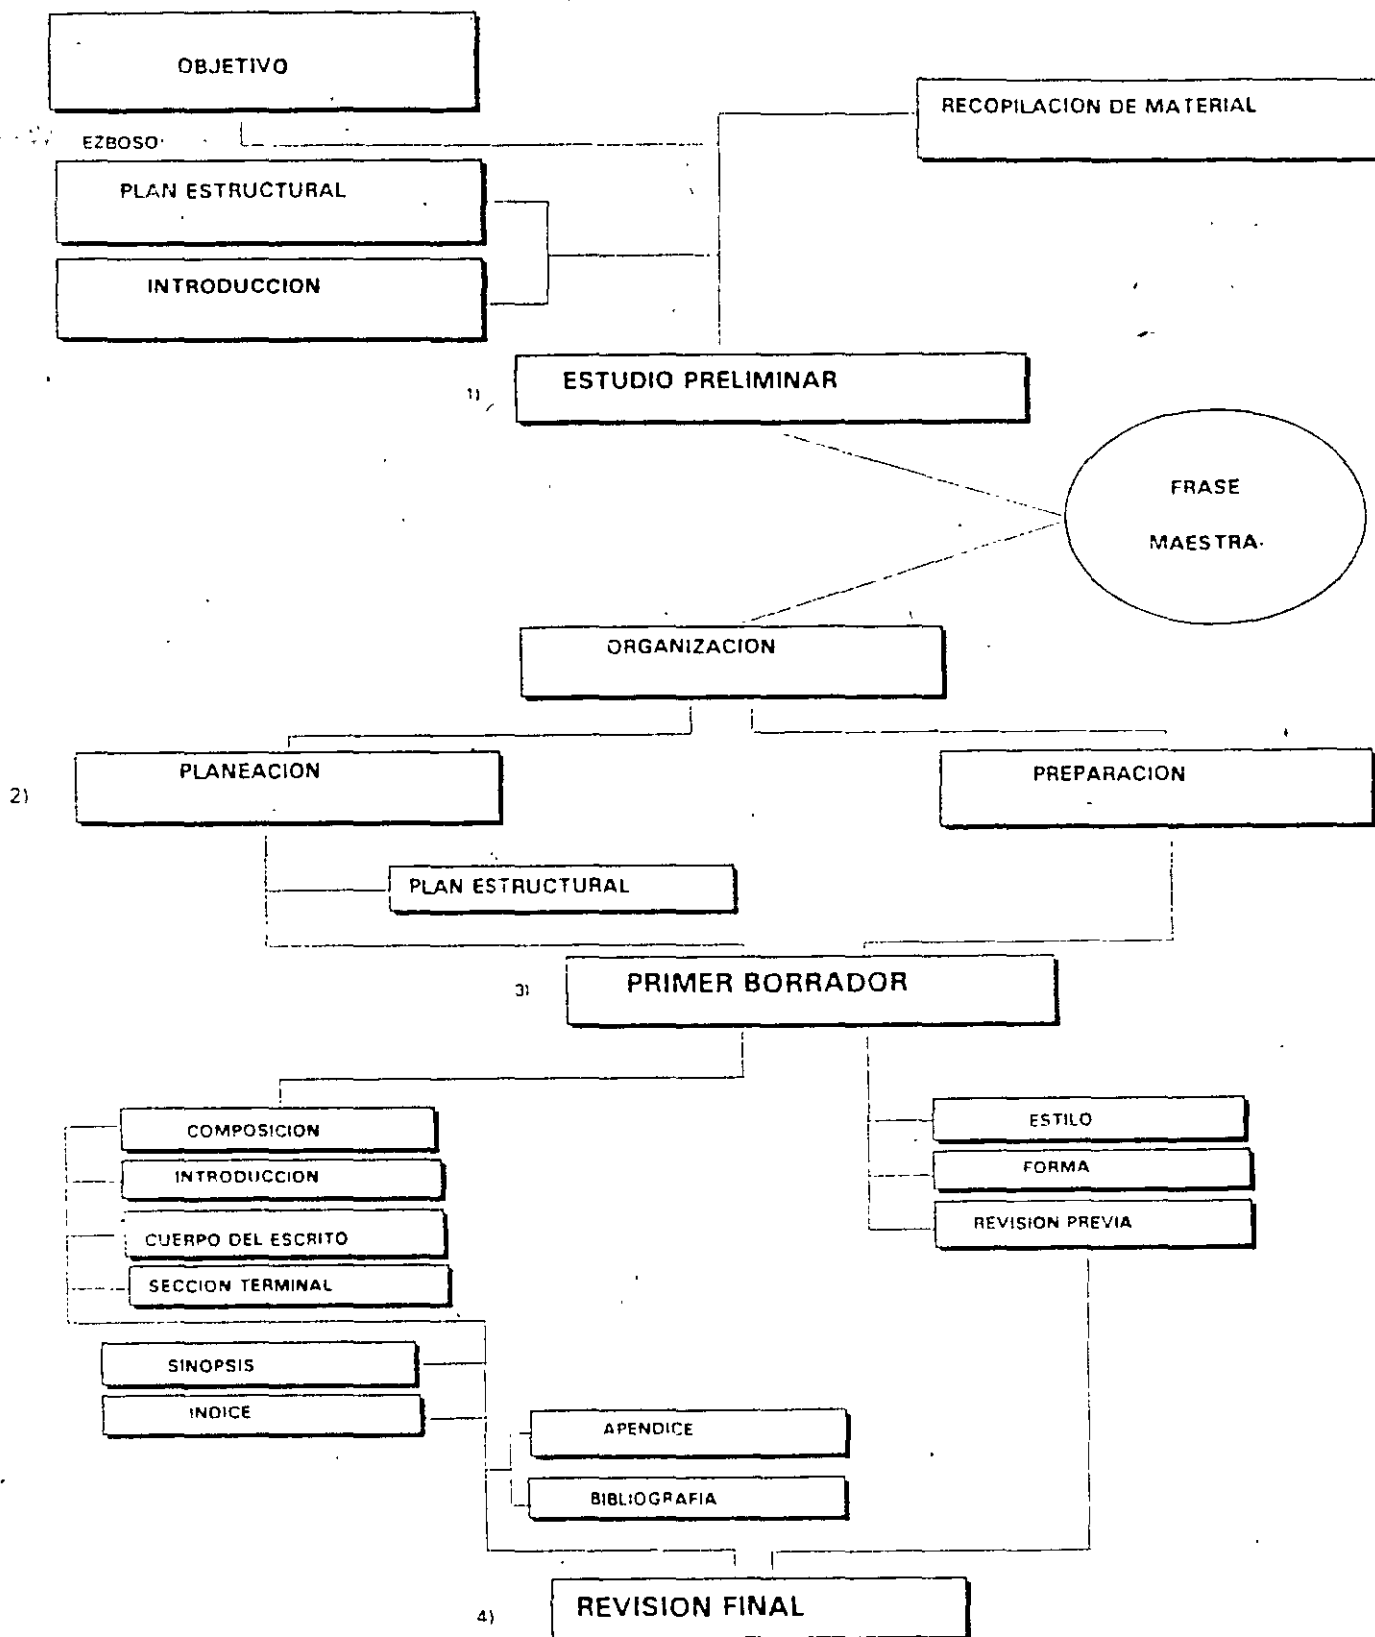 OBJETIVO
RECOPILACION DE MATERIAL
EZBOSO
PLAN ESTRUCTURAL
INTRODUCCION
1) ESTUDIO PRELIMINAR
FRASE
MAESTRA
ORGANIZACION
2) PLANEACION
PREPARACION
PLAN ESTRUCTURAL
3) PRIMER BORRADOR
COMPOSICION
INTRODUCCION
CUERPO DEL ESCRITO
SECCION TERMINAL
ESTILO
FORMA
REVISION PREVIA
SINOPSIS
INDICE
APENDICE
BIBLIOGRAFIA
4) REVISION FINAL